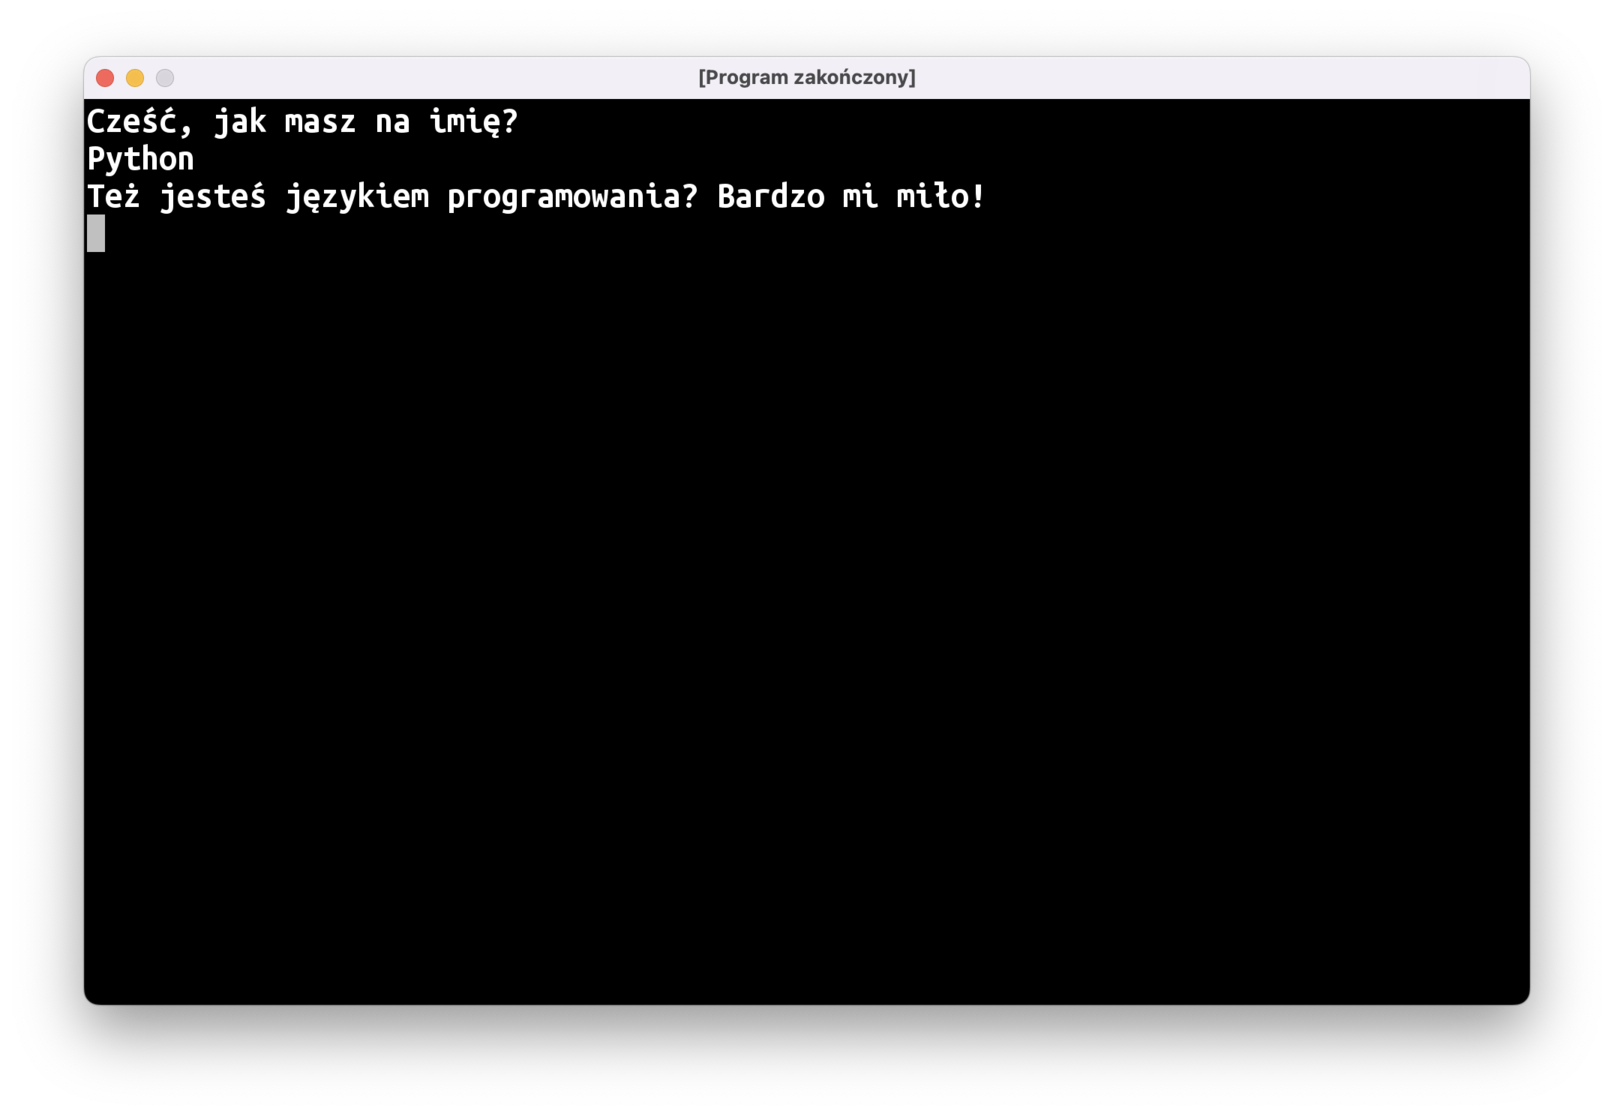 [Program zakończony]
Cześć, jak masz na imię?
Python
Też jesteś językiem programowania? Bardzo mi miło!